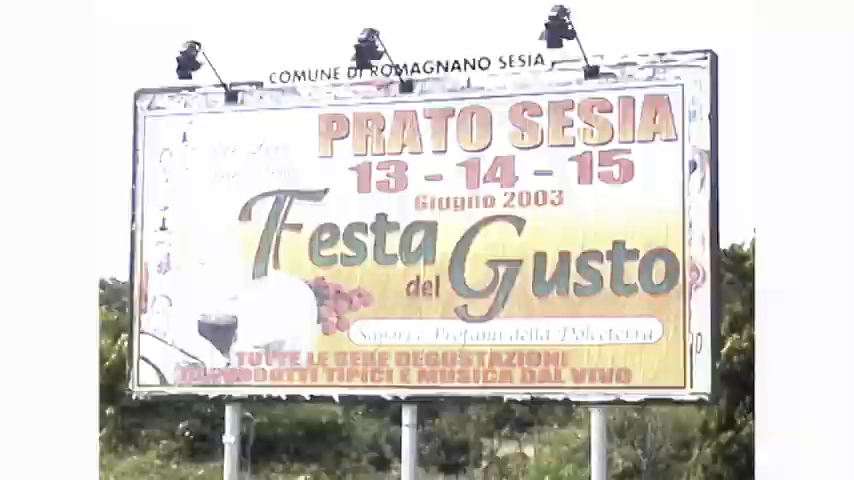 COMUNE DI ROMAGNANO SESIA
PRATO SESIA
13 - 14 - 15
Giugno 2003
Festa
del Gusto
Sapori e Profumi della Dolceterra
TUTTE LE SERE DEGUSTAZIONI
DI PRODOTTI TIPICI E MUSICA DAL VIVO